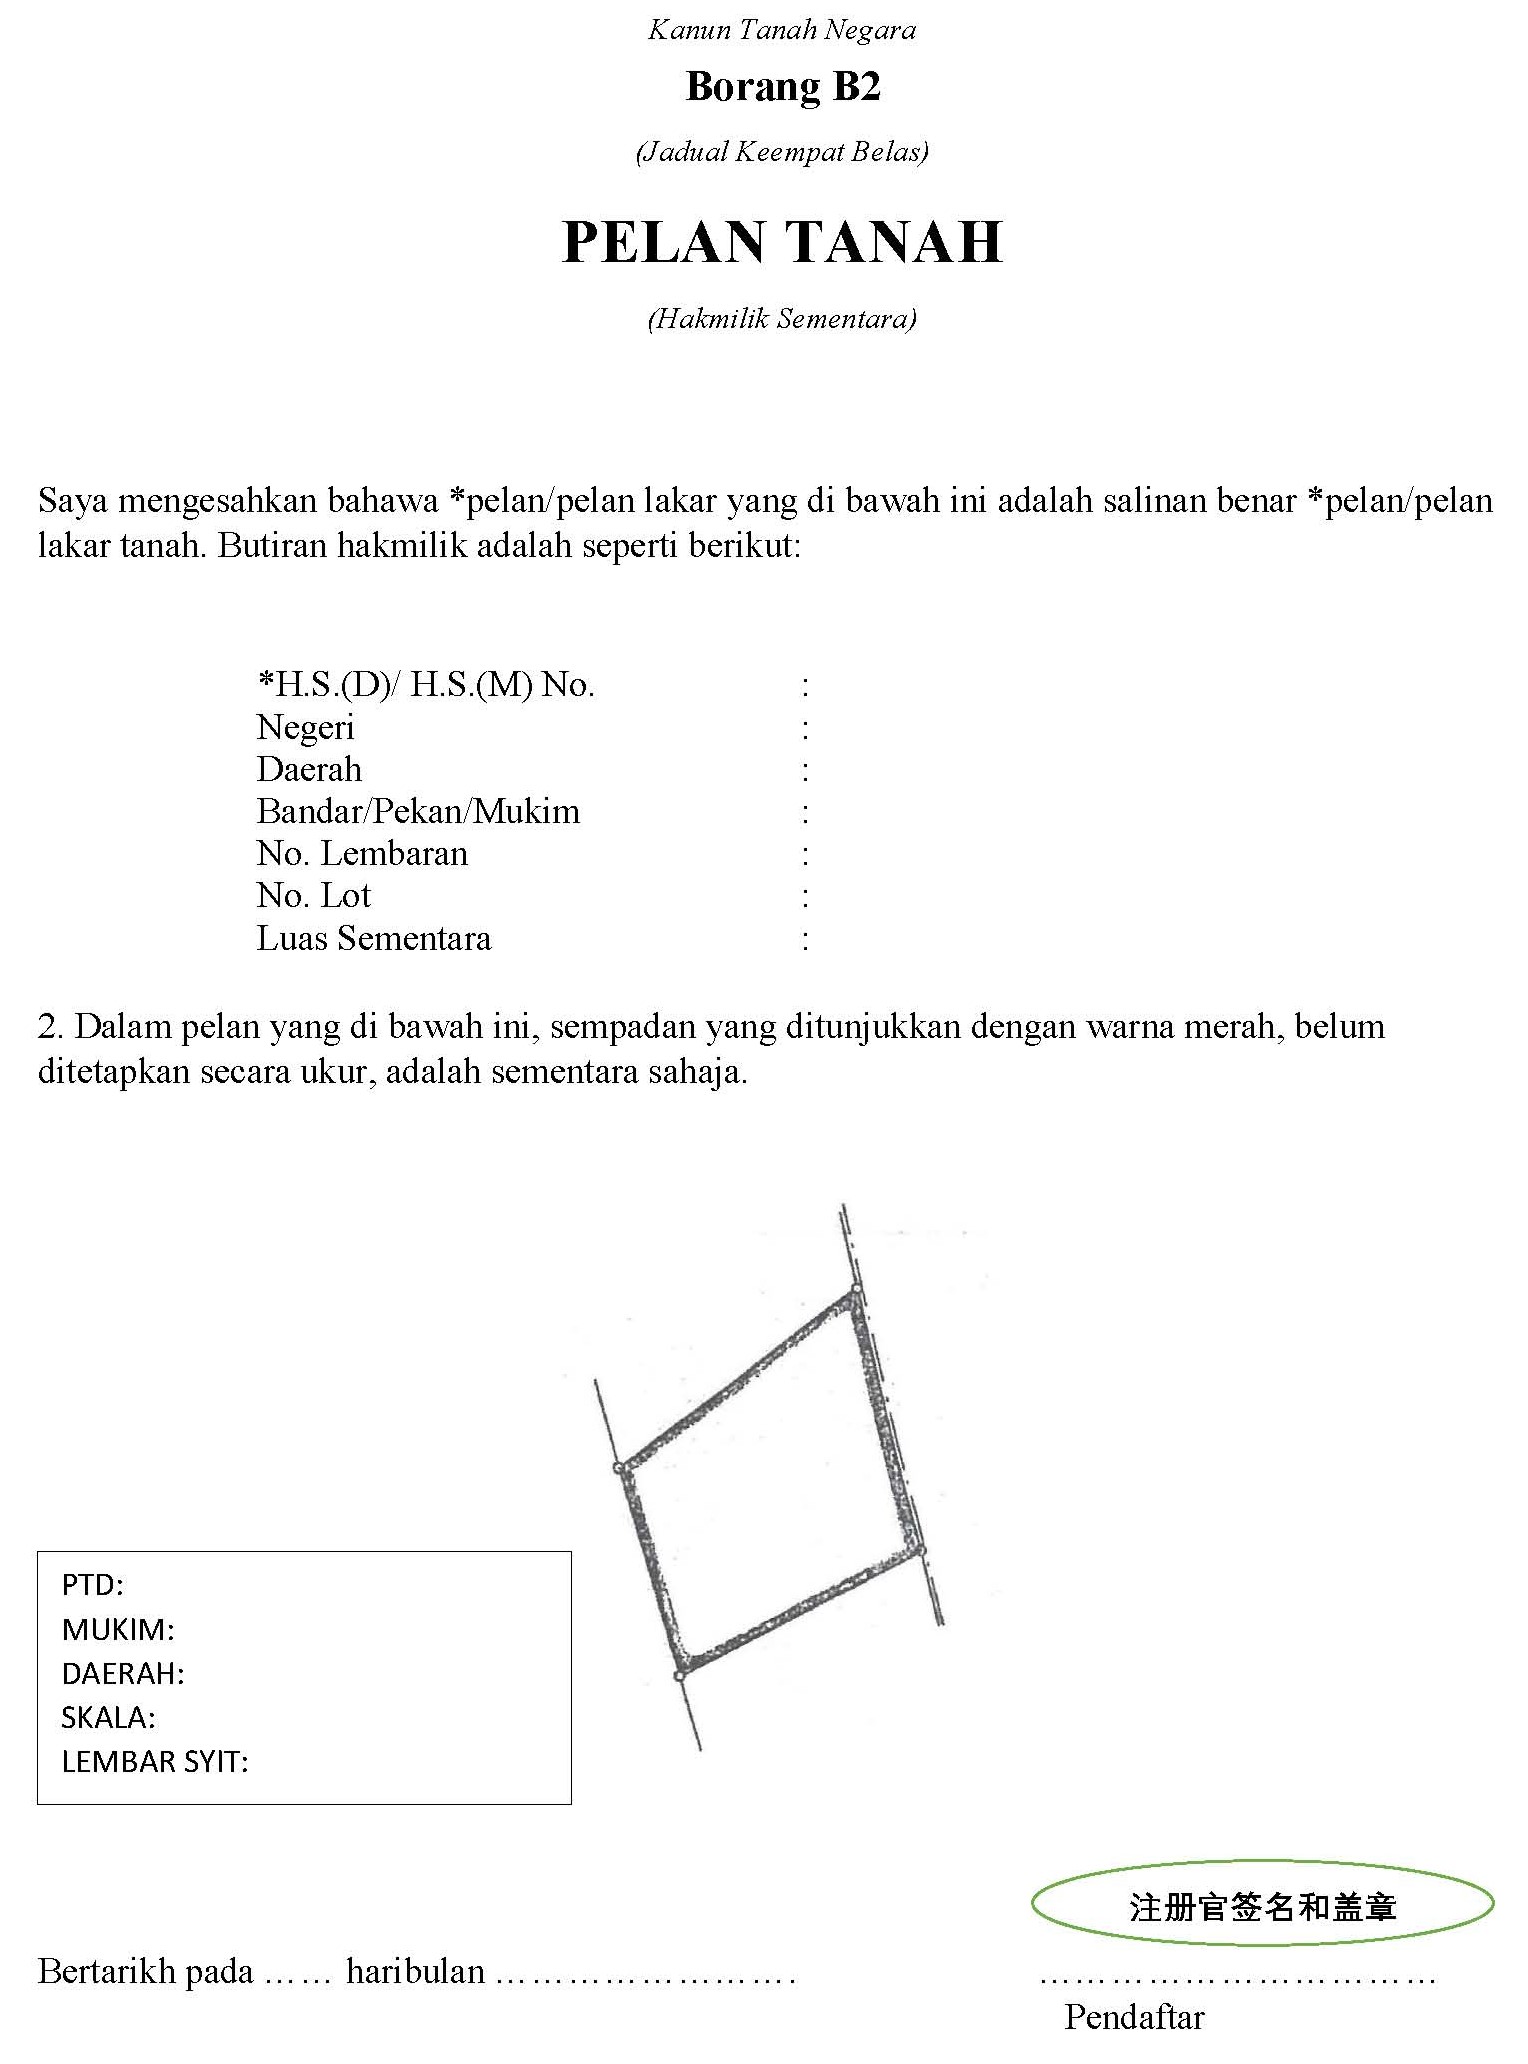 Kanun Tanah Negara
Borang B2
(Jadual Keempat Belas)
PELAN TANAH
(Hakmilik Sementara)
Saya mengesahkan bahawa *pelan/pelan lakar yang di bawah ini adalah salinan benar *pelan/pelan
lakar tanah. Butiran hakmilik adalah seperti berikut:
*H.S.(D)/ H.S.(M) No. :
Negeri :
Daerah :
Bandar/Pekan/Mukim :
No. Lembaran :
No. Lot :
Luas Sementara :
2. Dalam pelan yang di bawah ini, sempadan yang ditunjukkan dengan warna merah, belum
ditetapkan secara ukur, adalah sementara sahaja.
PTD:
MUKIM:
DAERAH:
SKALA:
LEMBAR SYIT:
注册官签名和盖章
Bertarikh pada …… haribulan ……………………. ……………………………
Pendaftar